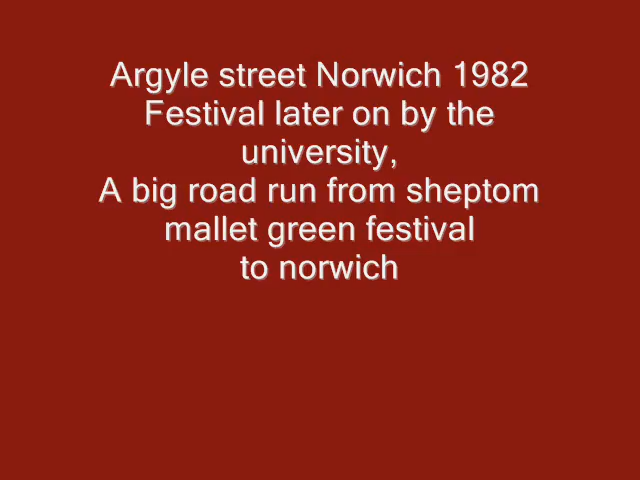 Argyle street Norwich 1982
Festival later on by the
university,
A big road run from sheptom
mallet green festival
to norwich